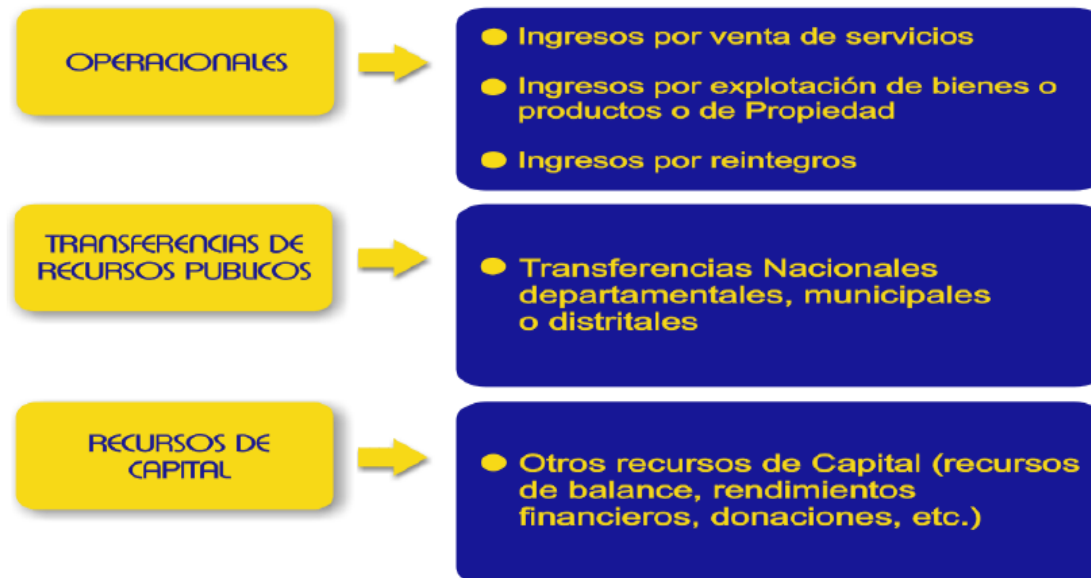 OPERACIONALES
● Ingresos por venta de servicios
● Ingresos por explotación de bienes o
productos o de Propiedad
● Ingresos por reintegros
TRANSFERENCIAS DE
RECURSOS PUBLICOS
● Transferencias Nacionales
departamentales, municipales
o distritales
RECURSOS DE
CAPITAL
● Otros recursos de Capital (recursos
de balance, rendimientos
financieros, donaciones, etc.)